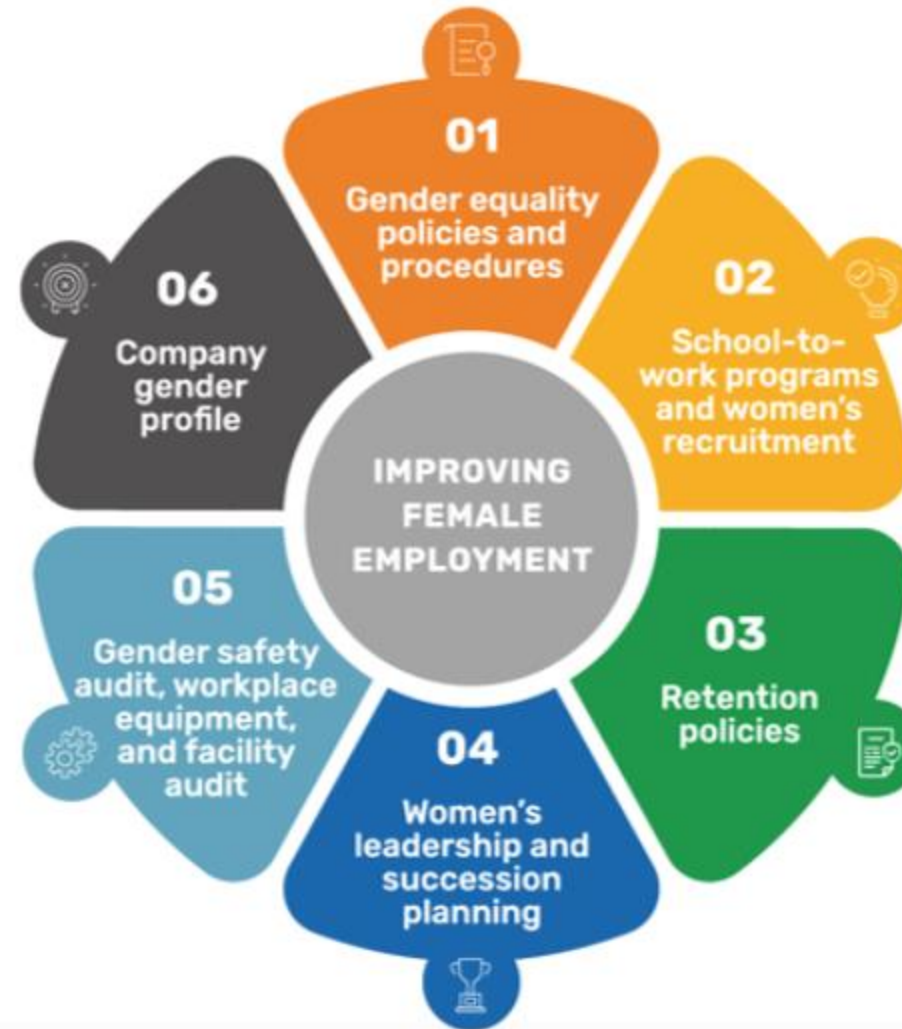 01
Gender equality
policies and
procedures
02
School-to-
work programs
and women's
recruitment
03
Retention
policies
04
Women's
leadership and
succession
planning
05
Gender safety
audit, workplace
equipment,
and facility
audit
06
Company
gender
profile
IMPROVING
FEMALE
EMPLOYMENT